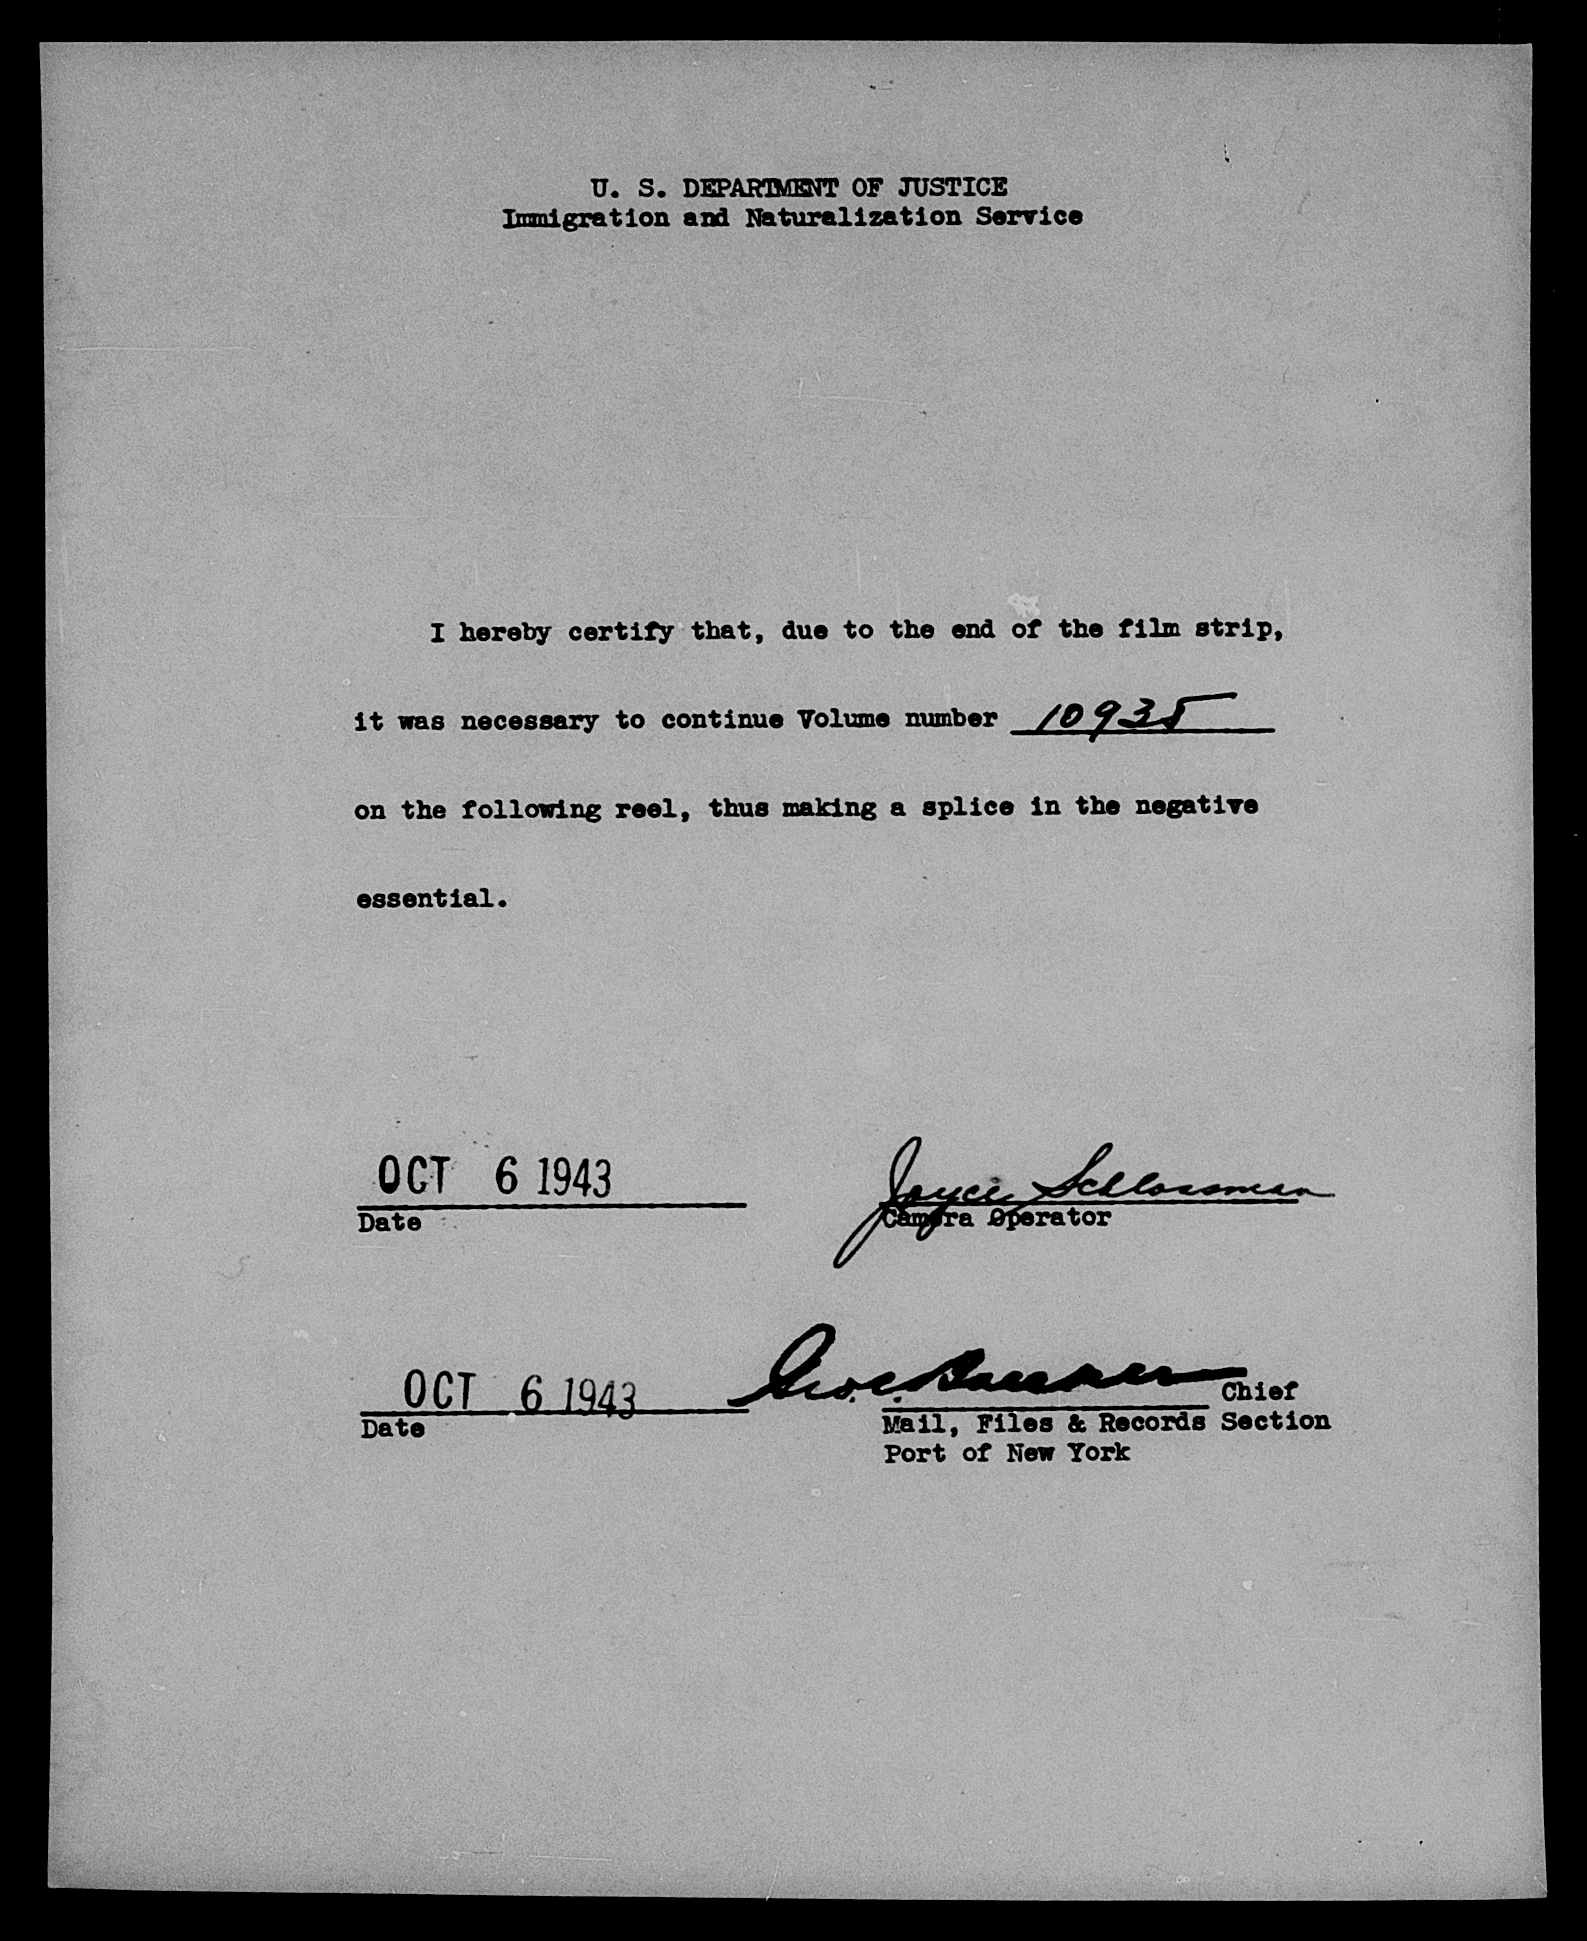 U. S. DEPARTMENT OF JUSTICE
Immigration and Naturalization Service
I hereby certify that, due to the end of the film strip,
it was necessary to continue Volume number 10935
on the following reel, thus making a splice in the negative
essential.
OCT 6 1943
Joyce Schlossman
Date
Camera Operator
OCT 6 1943
Chief
Date
Mail, Files & Records Section
Port of New York